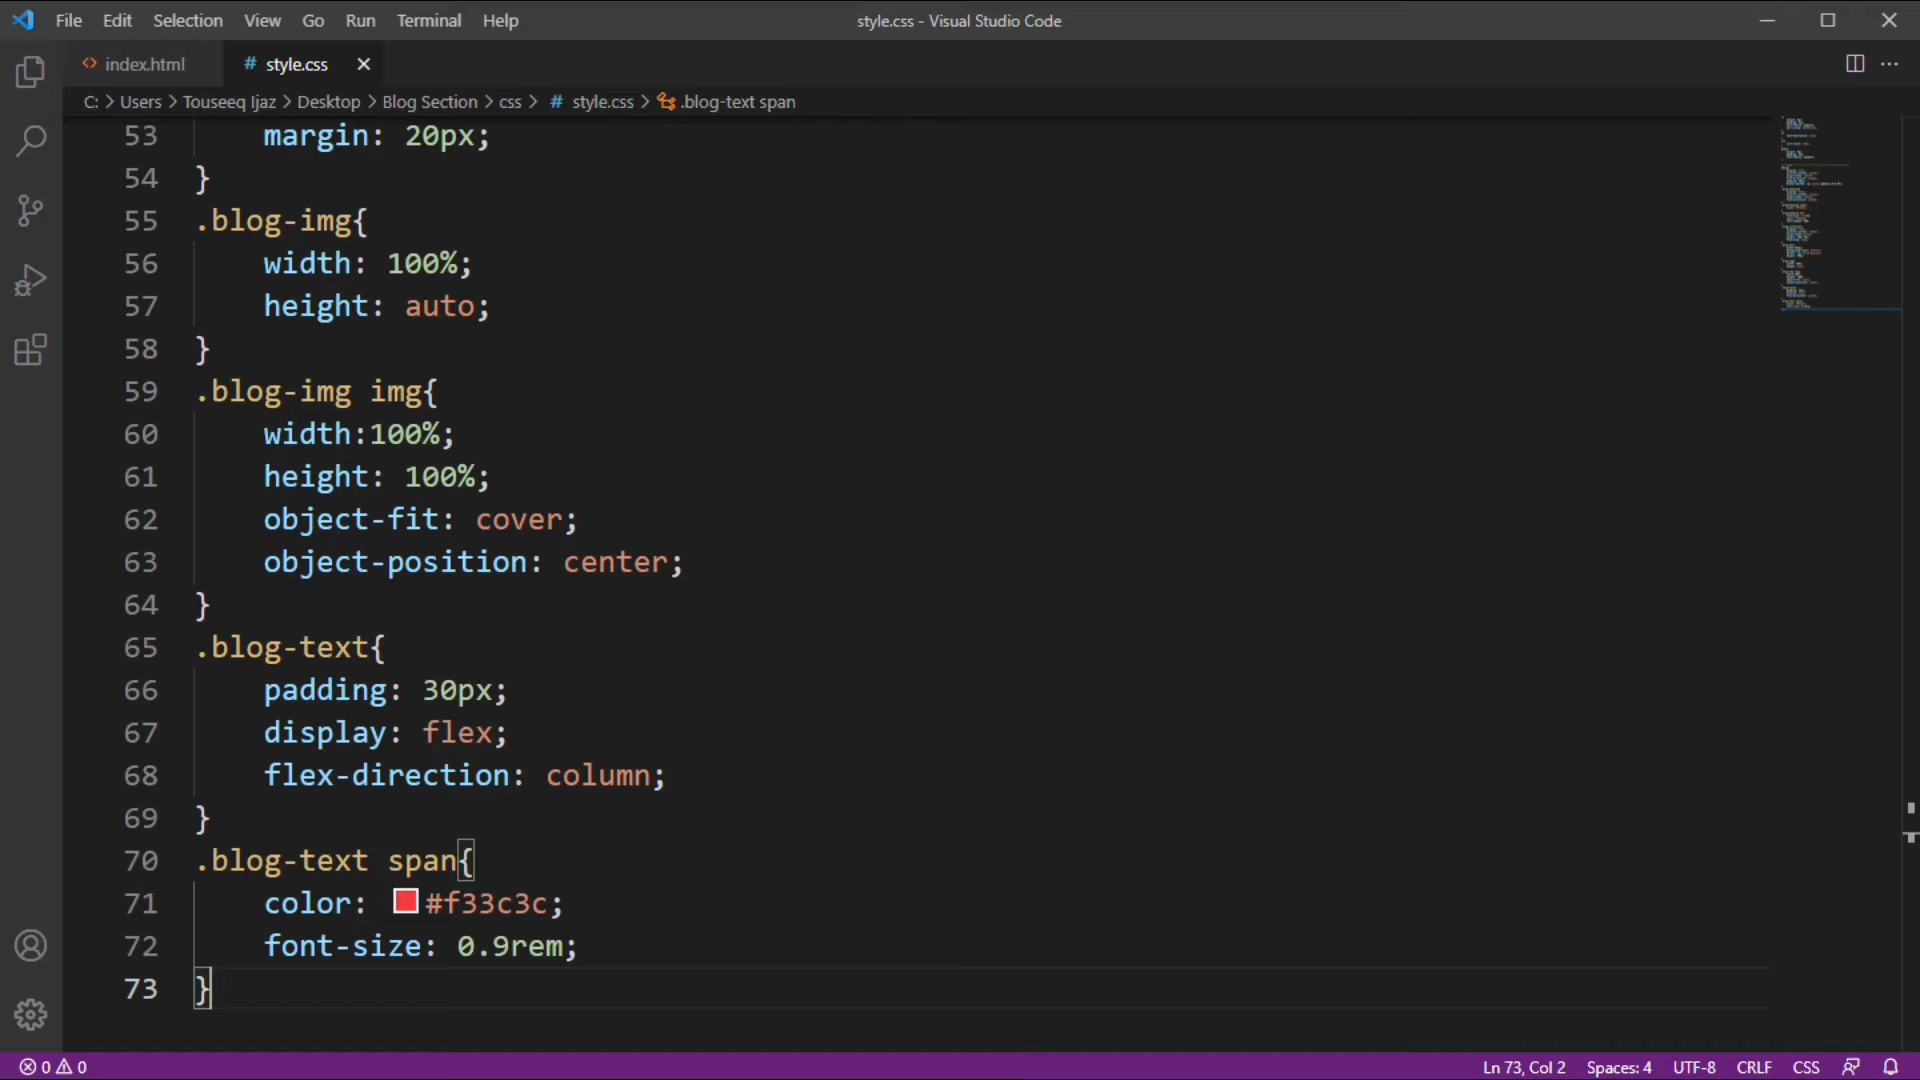 File Edit Selection View Go Run Terminal Help style.css - Visual Studio Code
<> index.html # style.css
C: > Users > Touseeq Ijaz > Desktop > Blog Section > css > # style.css > .blog-text span
53 margin: 20px;
54 }
55 .blog-img{
56 width: 100%;
57 height: auto;
58 }
59 .blog-img img{
60 width:100%;
61 height: 100%;
62 object-fit: cover;
63 object-position: center;
64 }
65 .blog-text{
66 padding: 30px;
67 display: flex;
68 flex-direction: column;
69 }
70 .blog-text span{
71 color: #f33c3c;
72 font-size: 0.9rem;
73 }
0 0 Ln 73, Col 2 Spaces: 4 UTF-8 CRLF CSS